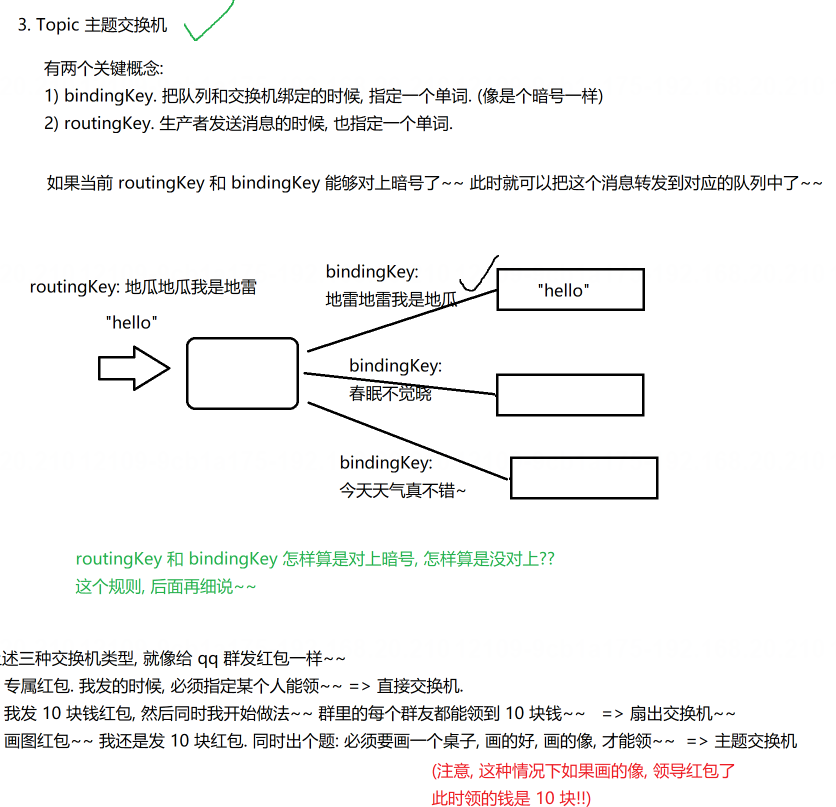 3. Topic 主题交换机
有两个关键概念:
1) bindingKey. 把队列和交换机绑定的时候, 指定一个单词. (像是个暗号一样)
2) routingKey. 生产者发送消息的时候, 也指定一个单词.
如果当前 routingKey 和 bindingKey 能够对上暗号了~~ 此时就可以把这个消息转发到对应的队列中了~~
bindingKey:
地雷地雷我是地瓜
"hello"
routingKey: 地瓜地瓜我是地雷
"hello"
bindingKey:
春眠不觉晓
bindingKey:
今天天气真不错~
routingKey 和 bindingKey 怎样算是对上暗号, 怎样算是没对上??
这个规则, 后面再细说~~
述三种交换机类型, 就像给 qq 群发红包一样~~
专属红包. 我发的时候, 必须指定某个人能领~~ => 直接交换机.
我发 10 块钱红包, 然后同时我开始做法~~ 群里的每个群友都能领到 10 块钱~~ => 扇出交换机~~
画图红包~~ 我还是发 10 块红包. 同时出个题: 必须要画一个桌子, 画的好, 画的像, 才能领~~ => 主题交换机
(注意, 这种情况下如果画的像, 领导红包了
此时领的钱是 10 块!!)